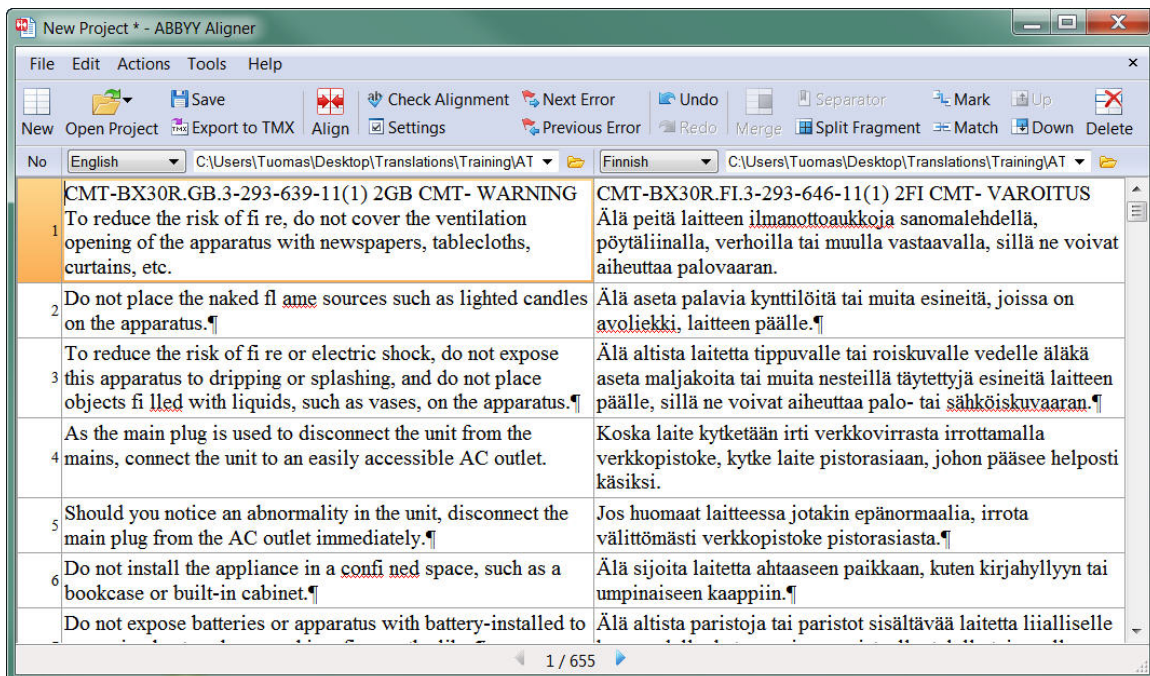 New Project * - ABBYY Aligner
File Edit Actions Tools Help
Save Check Alignment Next Error Undo Separator Mark Up
New Open Project Export to TMX Align Settings Previous Error Redo Merge Split Fragment Match Down Delete
No English C:\Users\Tuomas\Desktop\Translations\Training\AT Finnish C:\Users\Tuomas\Desktop\Translations\Training\AT
1
CMT-BX30R.GB.3-293-639-11(1) 2GB CMT- WARNING
To reduce the risk of fi re, do not cover the ventilation
opening of the apparatus with newspapers, tablecloths,
curtains, etc.
CMT-BX30R.FI.3-293-646-11(1) 2FI CMT- VAROITUS
Älä peitä laitteen ilmanottoaukkoja sanomalehdellä,
pöytäliinalla, verhoilla tai muulla vastaavalla, sillä ne voivat
aiheuttaa palovaaran.
2
Do not place the naked fl ame sources such as lighted candles
on the apparatus.¶
Älä aseta palavia kynttilöitä tai muita esineitä, joissa on
avoliekki, laitteen päälle.¶
3
To reduce the risk of fi re or electric shock, do not expose
this apparatus to dripping or splashing, and do not place
objects fi lled with liquids, such as vases, on the apparatus.¶
Älä altista laitetta tippuvalle tai roiskuvalle vedelle äläkä
aseta maljakoita tai muita nesteillä täytettyjä esineitä laitteen
päälle, sillä ne voivat aiheuttaa palo- tai sähköiskuvaaran.¶
4
As the main plug is used to disconnect the unit from the
mains, connect the unit to an easily accessible AC outlet.
Koska laite kytketään irti verkkovirrasta irrottamalla
verkkopistoke, kytke laite pistorasiaan, johon pääsee helposti
käsiksi.
5
Should you notice an abnormality in the unit, disconnect the
main plug from the AC outlet immediately.¶
Jos huomaat laitteessa jotakin epänormaalia, irrota
välittömästi verkkopistoke pistorasiasta.¶
6
Do not install the appliance in a confi ned space, such as a
bookcase or built-in cabinet.¶
Älä sijoita laitetta ahtaaseen paikkaan, kuten kirjahyllyyn tai
umpinaiseen kaappiin.¶
Do not expose batteries or apparatus with battery-installed to
Älä altista paristoja tai paristot sisältävää laitetta liialliselle
1 / 655